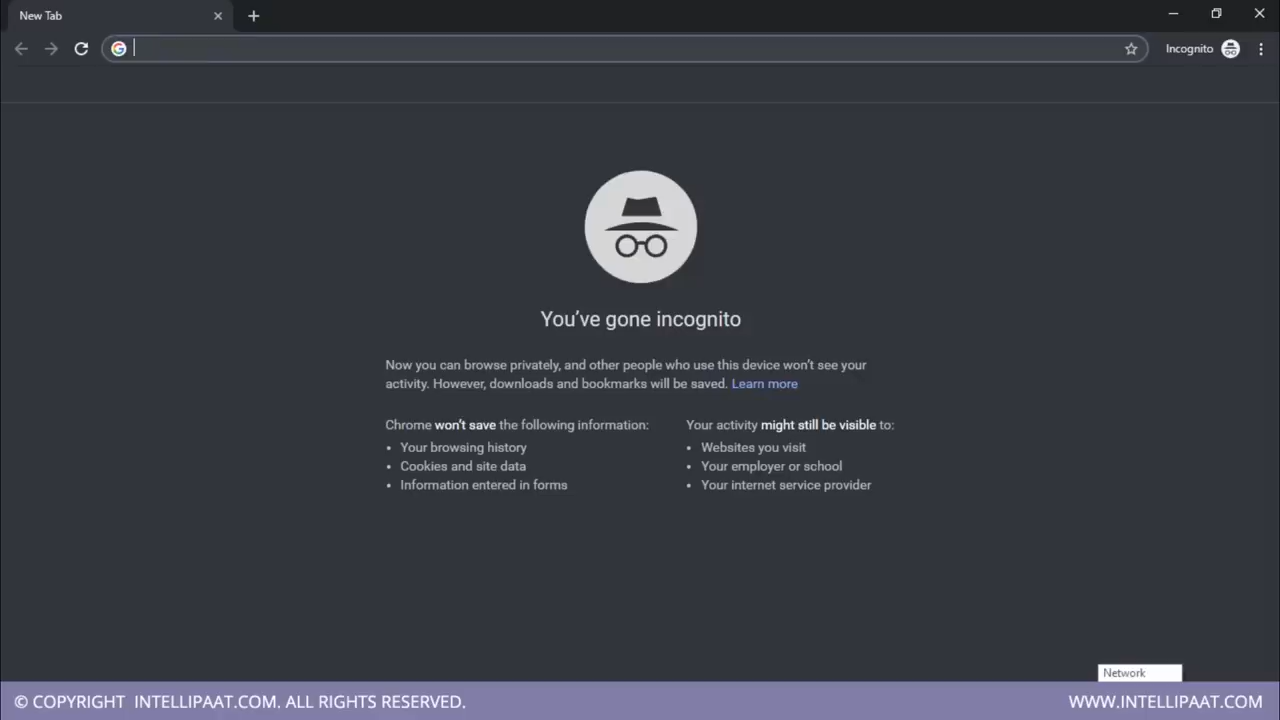 New Tab
Incognito
You've gone incognito
Now you can browse privately, and other people who use this device won't see your
activity. However, downloads and bookmarks will be saved. Learn more
Chrome won't save the following information:
• Your browsing history
• Cookies and site data
• Information entered in forms
Your activity might still be visible to:
• Websites you visit
• Your employer or school
• Your internet service provider
Network
© COPYRIGHT INTELLIPAAT.COM. ALL RIGHTS RESERVED.
WWW.INTELLIPAAT.COM